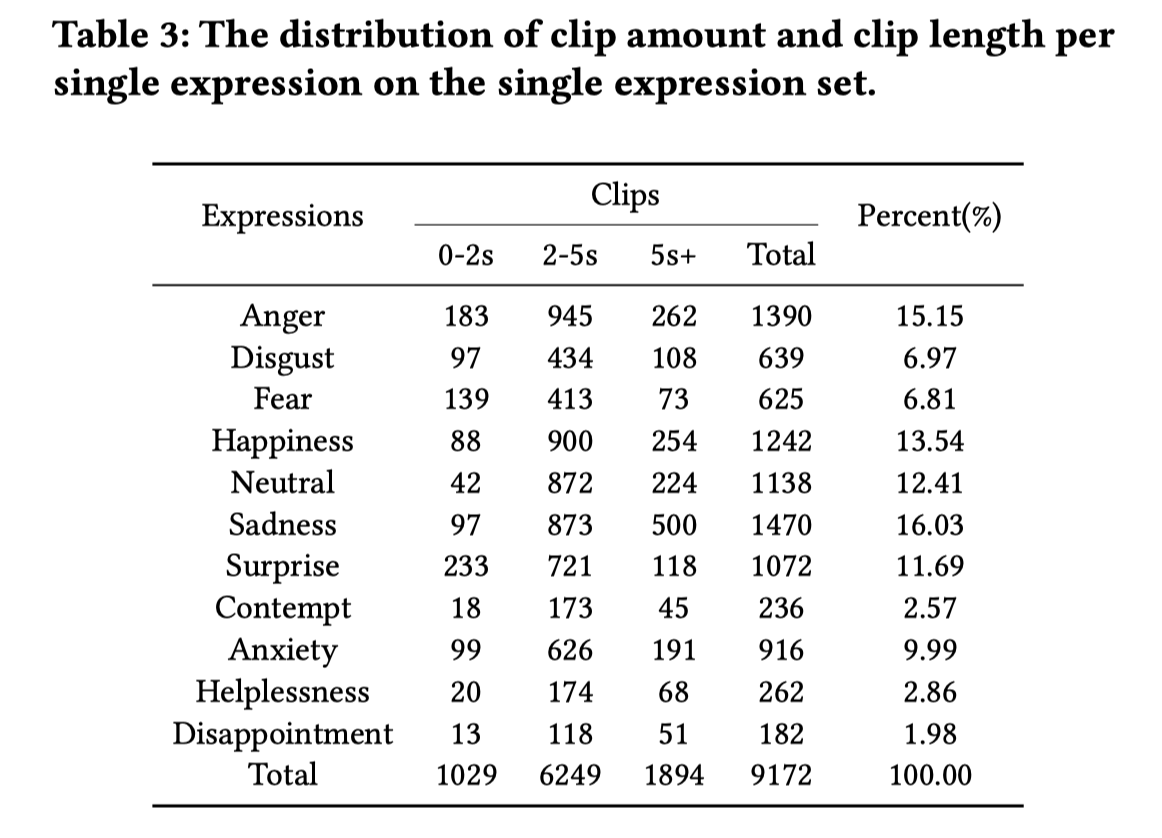 Table 3: The distribution of clip amount and clip length per
single expression on the single expression set.
Expressions Clips Percent(%)
0-2s 2-5s 5s+ Total
Anger 183 945 262 1390 15.15
Disgust 97 434 108 639 6.97
Fear 139 413 73 625 6.81
Happiness 88 900 254 1242 13.54
Neutral 42 872 224 1138 12.41
Sadness 97 873 500 1470 16.03
Surprise 233 721 118 1072 11.69
Contempt 18 173 45 236 2.57
Anxiety 99 626 191 916 9.99
Helplessness 20 174 68 262 2.86
Disappointment 13 118 51 182 1.98
Total 1029 6249 1894 9172 100.00